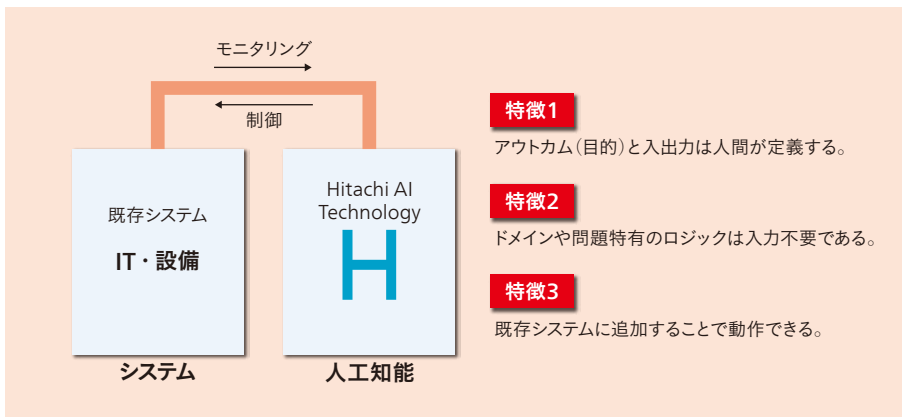 モニタリング
制御
既存システム
IT・設備
システム
Hitachi AI
Technology
H
人工知能
特徴1
アウトカム（目的）と入出力は人間が定義する。
特徴2
ドメインや問題特有のロジックは入力不要である。
特徴3
既存システムに追加することで動作できる。